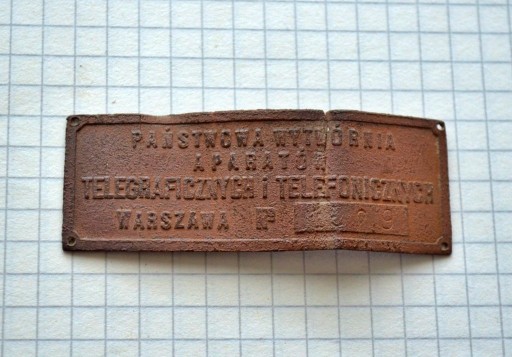 PAŃSTWOWA WYTWÓRNIA
APARATÓW
TELEGRAFICZNYCH i TELEFONICZNYCH
WARSZAWA Nº